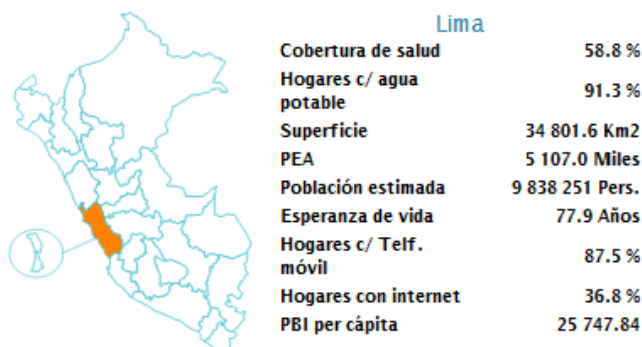 Lima
Cobertura de salud 58.8 %
Hogares c/ agua
potable 91.3 %
Superficie 34 801.6 Km2
PEA 5 107.0 Miles
Población estimada 9 838 251 Pers.
Esperanza de vida 77.9 Años
Hogares c/ Telf.
móvil 87.5 %
Hogares con internet 36.8 %
PBI per cápita 25 747.84